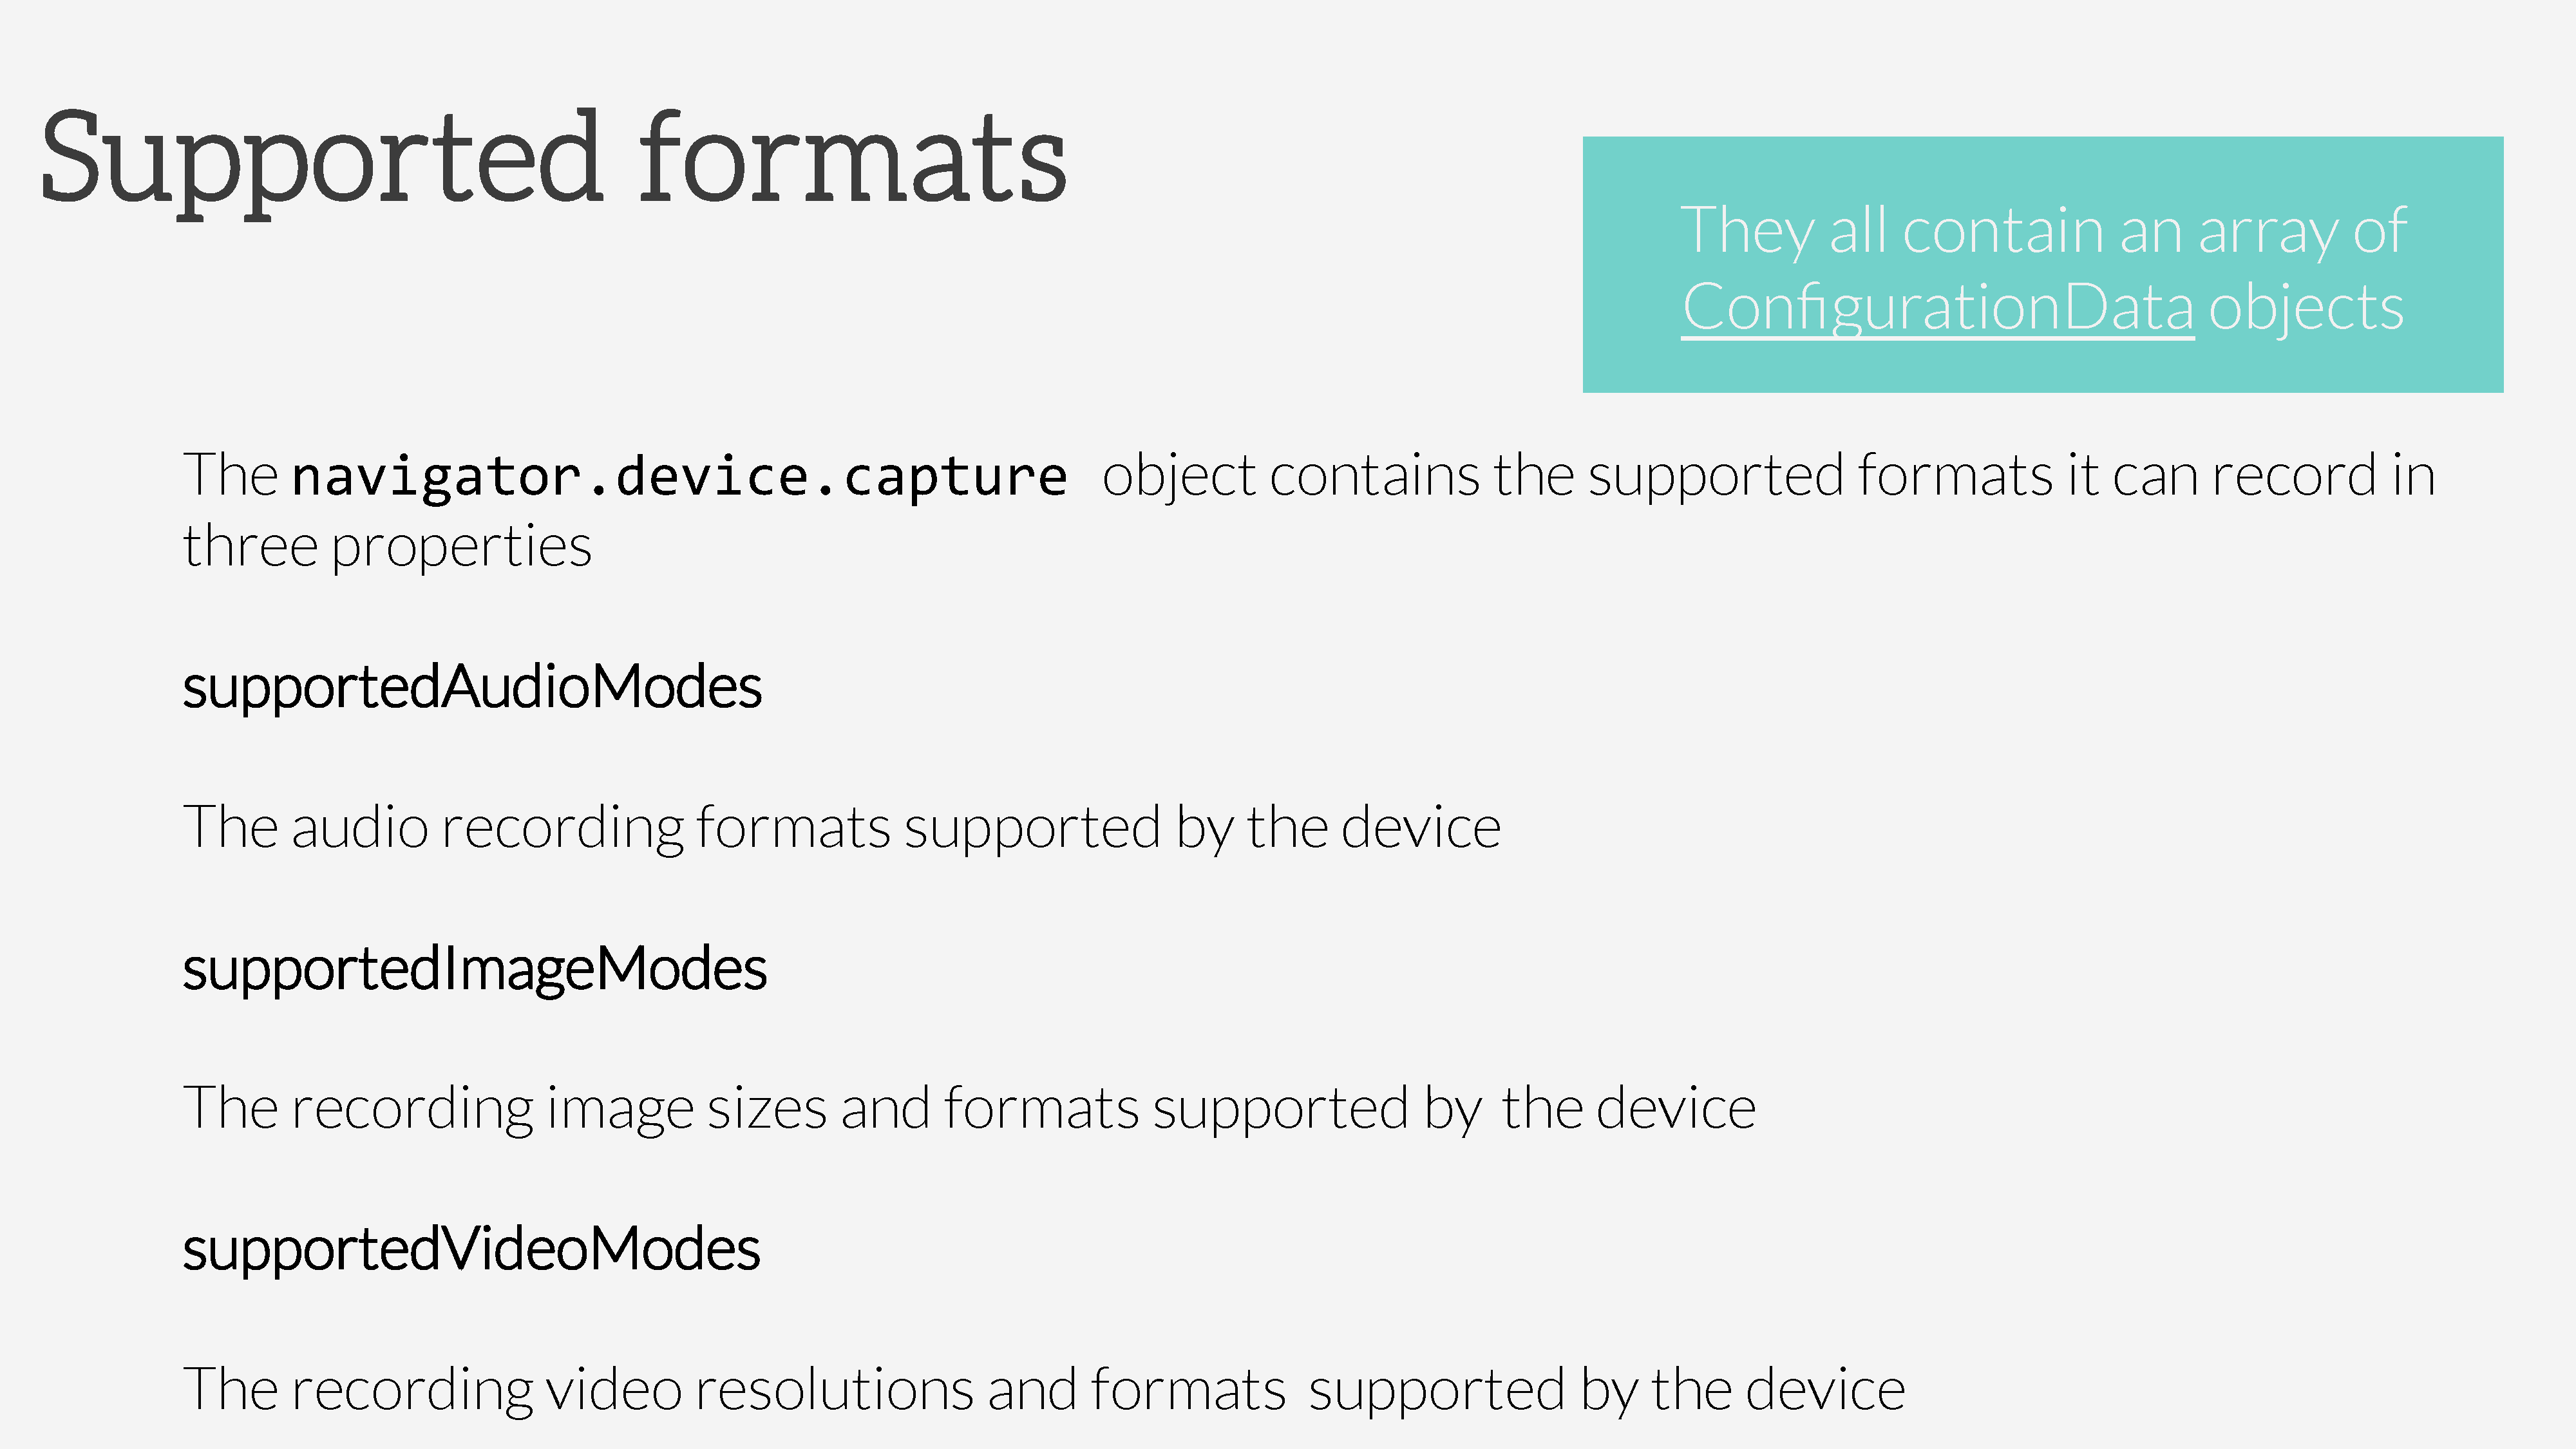 Supported formats
They all contain an array of
ConfigurationData objects
The navigator.device.capture object contains the supported formats it can record in
three properties
supportedAudioModes
The audio recording formats supported by the device
supportedImageModes
The recording image sizes and formats supported by the device
supportedVideoModes
The recording video resolutions and formats supported by the device